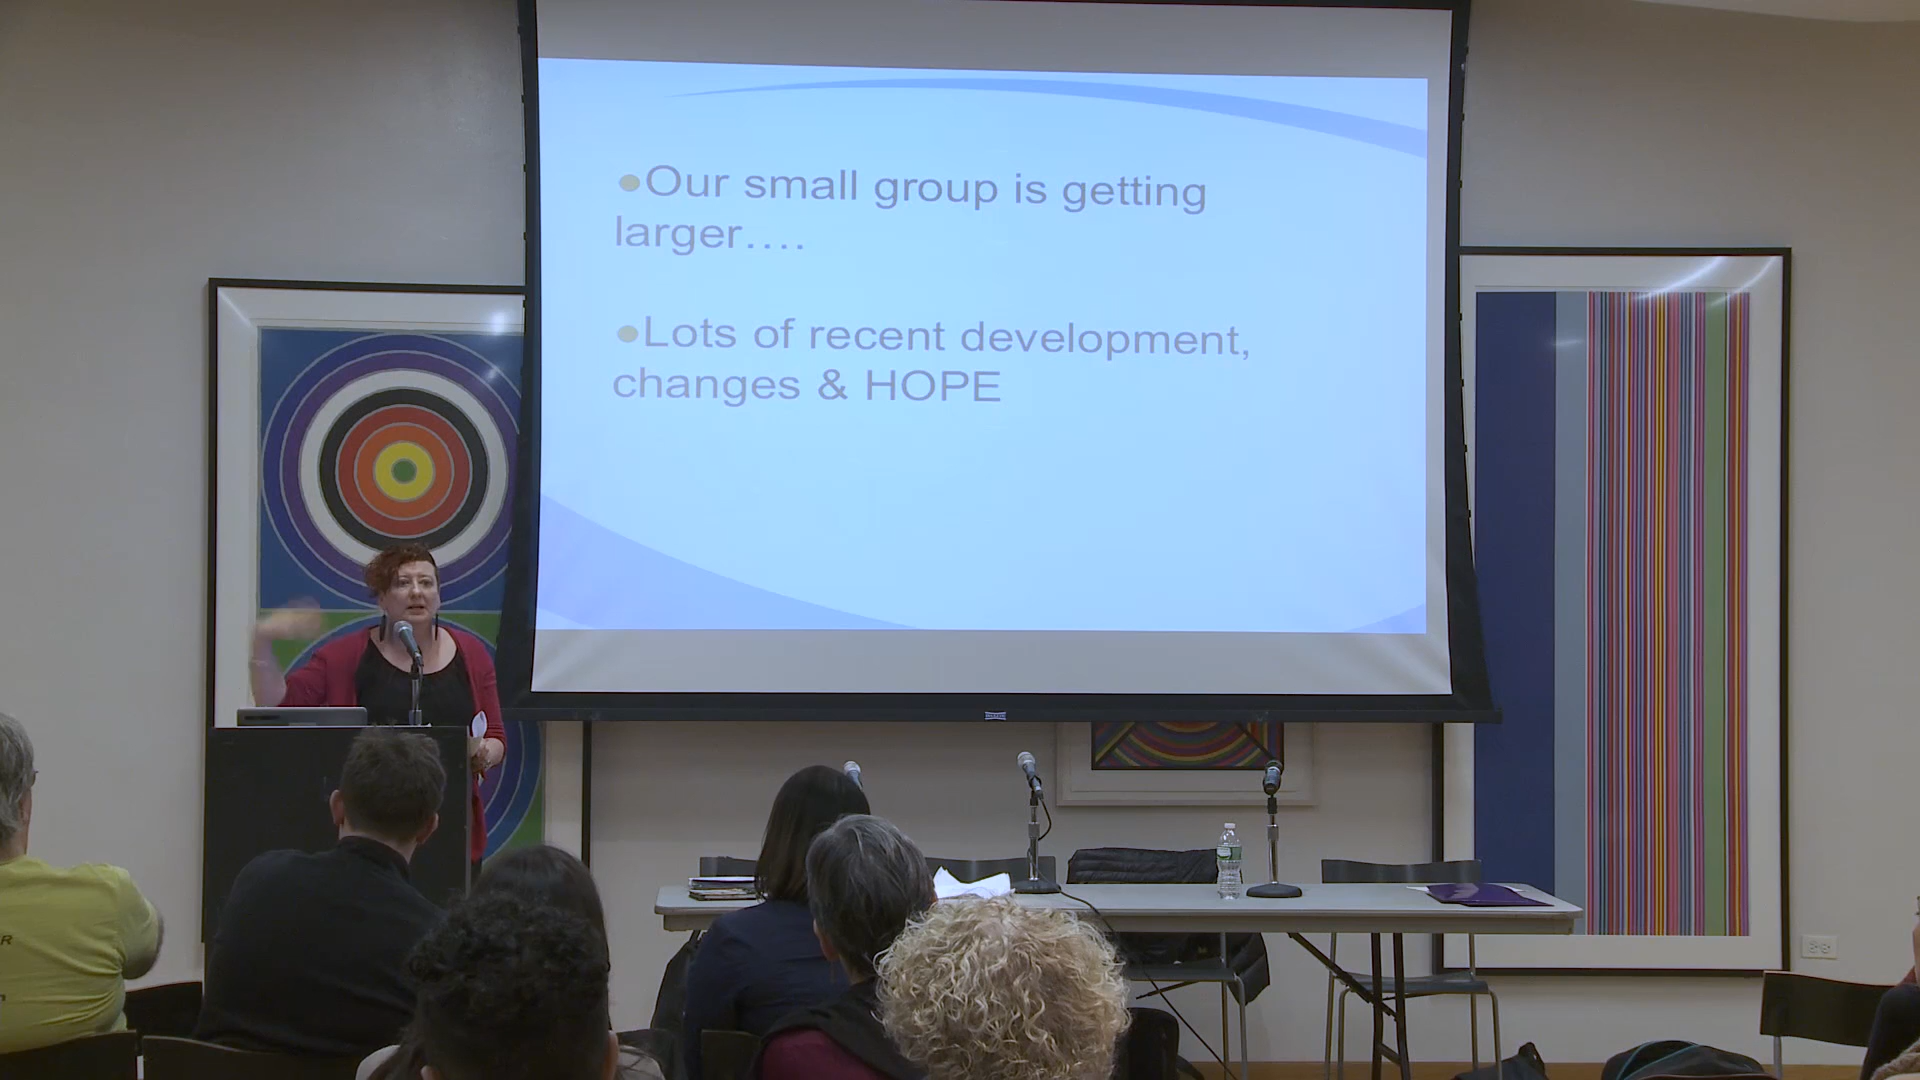 ●Our small group is getting
larger....
●Lots of recent development,
changes & HOPE